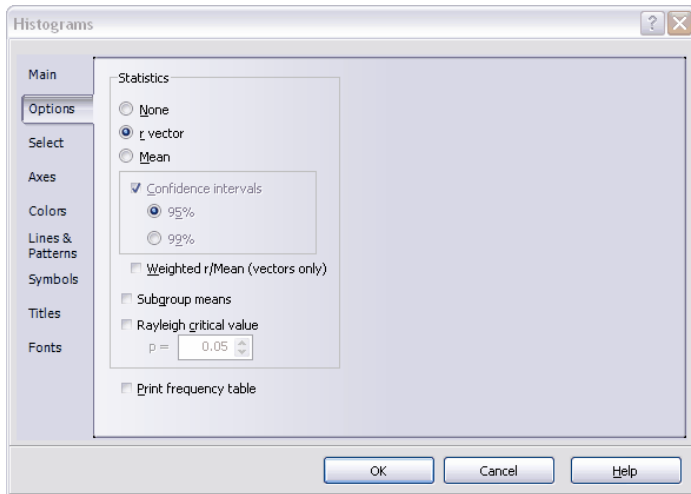 Histograms
Main
Options
Select
Axes
Colors
Lines &
Patterns
Symbols
Titles
Fonts
Statistics
None
r vector
Mean
Confidence intervals
95%
99%
Weighted r/Mean (vectors only)
Subgroup means
Rayleigh critical value
p = 0.05
Print frequency table
OK Cancel Help